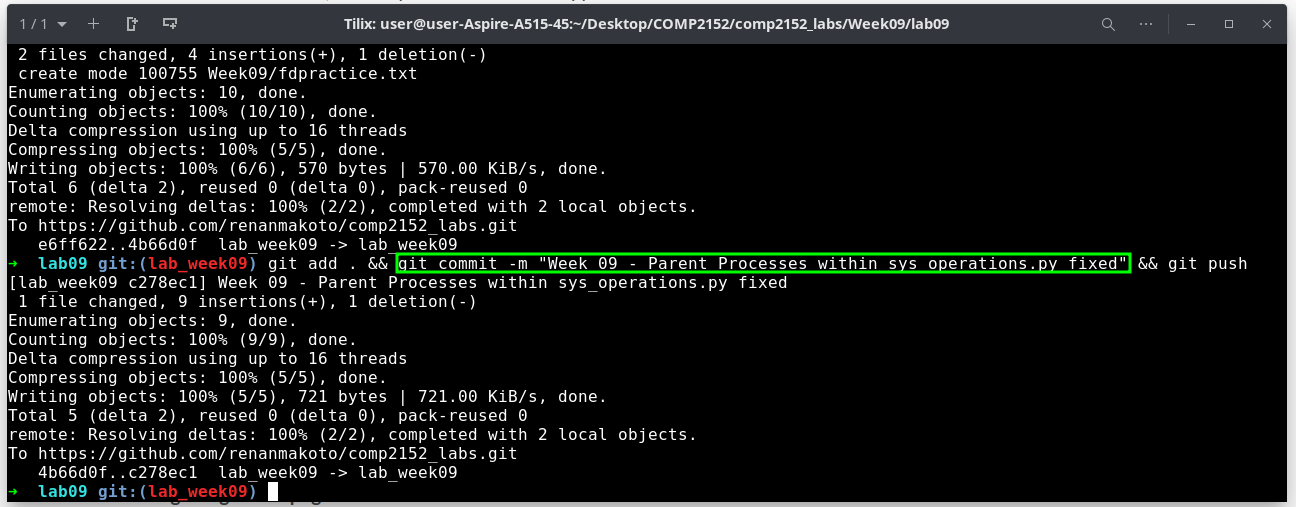 1 / 1
Tilix: user@user-Aspire-A515-45:~/Desktop/COMP2152/comp2152_labs/Week09/lab09
 2 files changed, 4 insertions(+), 1 deletion(-)
 create mode 100755 Week09/fdpractice.txt
Enumerating objects: 10, done.
Counting objects: 100% (10/10), done.
Delta compression using up to 16 threads
Compressing objects: 100% (5/5), done.
Writing objects: 100% (6/6), 570 bytes | 570.00 KiB/s, done.
Total 6 (delta 2), reused 0 (delta 0), pack-reused 0
remote: Resolving deltas: 100% (2/2), completed with 2 local objects.
To https://github.com/renanmakoto/comp2152_labs.git
   e6ff622..4b66d0f  lab_week09 -> lab_week09
→  lab09 git:(lab_week09) git add . && git commit -m "Week 09 - Parent Processes within sys_operations.py fixed" && git push
[lab_week09 c278ec1] Week 09 - Parent Processes within sys_operations.py fixed
 1 file changed, 9 insertions(+), 1 deletion(-)
Enumerating objects: 9, done.
Counting objects: 100% (9/9), done.
Delta compression using up to 16 threads
Compressing objects: 100% (5/5), done.
Writing objects: 100% (5/5), 721 bytes | 721.00 KiB/s, done.
Total 5 (delta 2), reused 0 (delta 0), pack-reused 0
remote: Resolving deltas: 100% (2/2), completed with 2 local objects.
To https://github.com/renanmakoto/comp2152_labs.git
   4b66d0f..c278ec1  lab_week09 -> lab_week09
→  lab09 git:(lab_week09)